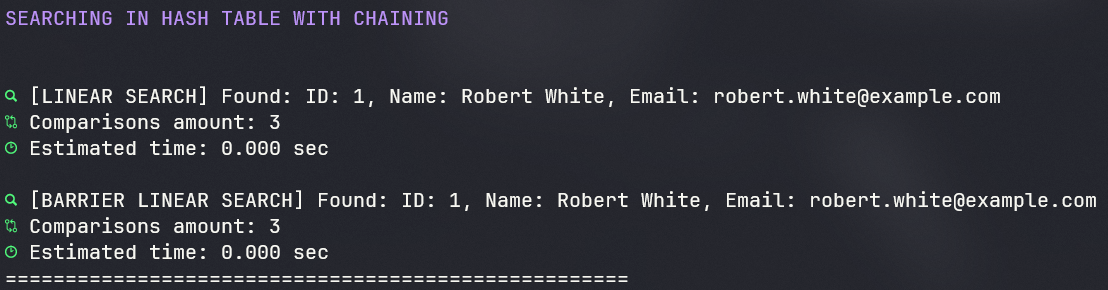 SEARCHING IN HASH TABLE WITH CHAINING
[LINEAR SEARCH] Found: ID: 1, Name: Robert White, Email: robert.white@example.com
Comparisons amount: 3
Estimated time: 0.000 sec
[BARRIER LINEAR SEARCH] Found: ID: 1, Name: Robert White, Email: robert.white@example.com
Comparisons amount: 3
Estimated time: 0.000 sec
====================================================